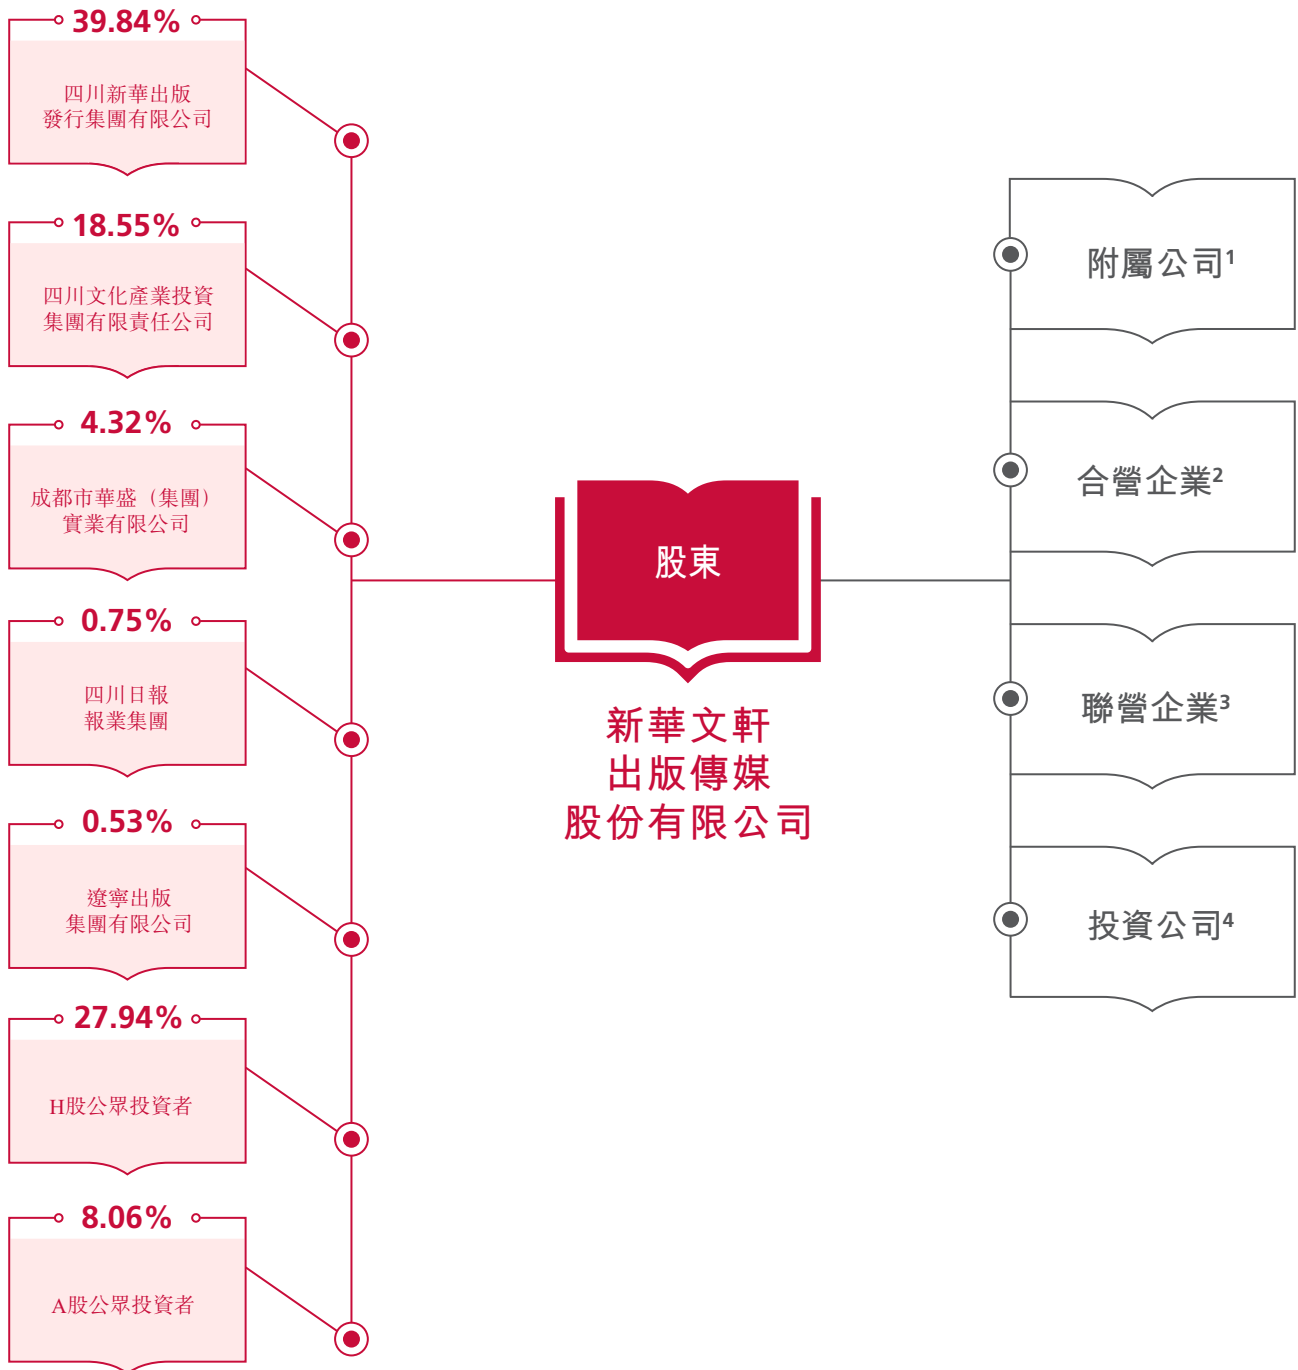 39.84%
四川新華出版
發行集團有限公司
18.55%
四川文化產業投資
集團有限責任公司
4.32%
成都市華盛（集團）
實業有限公司
0.75%
四川日報
報業集團
0.53%
遼寧出版
集團有限公司
27.94%
H股公眾投資者
8.06%
A股公眾投資者
股東
新華文軒
出版傳媒
股份有限公司
附屬公司1
合營企業2
聯營企業3
投資公司4